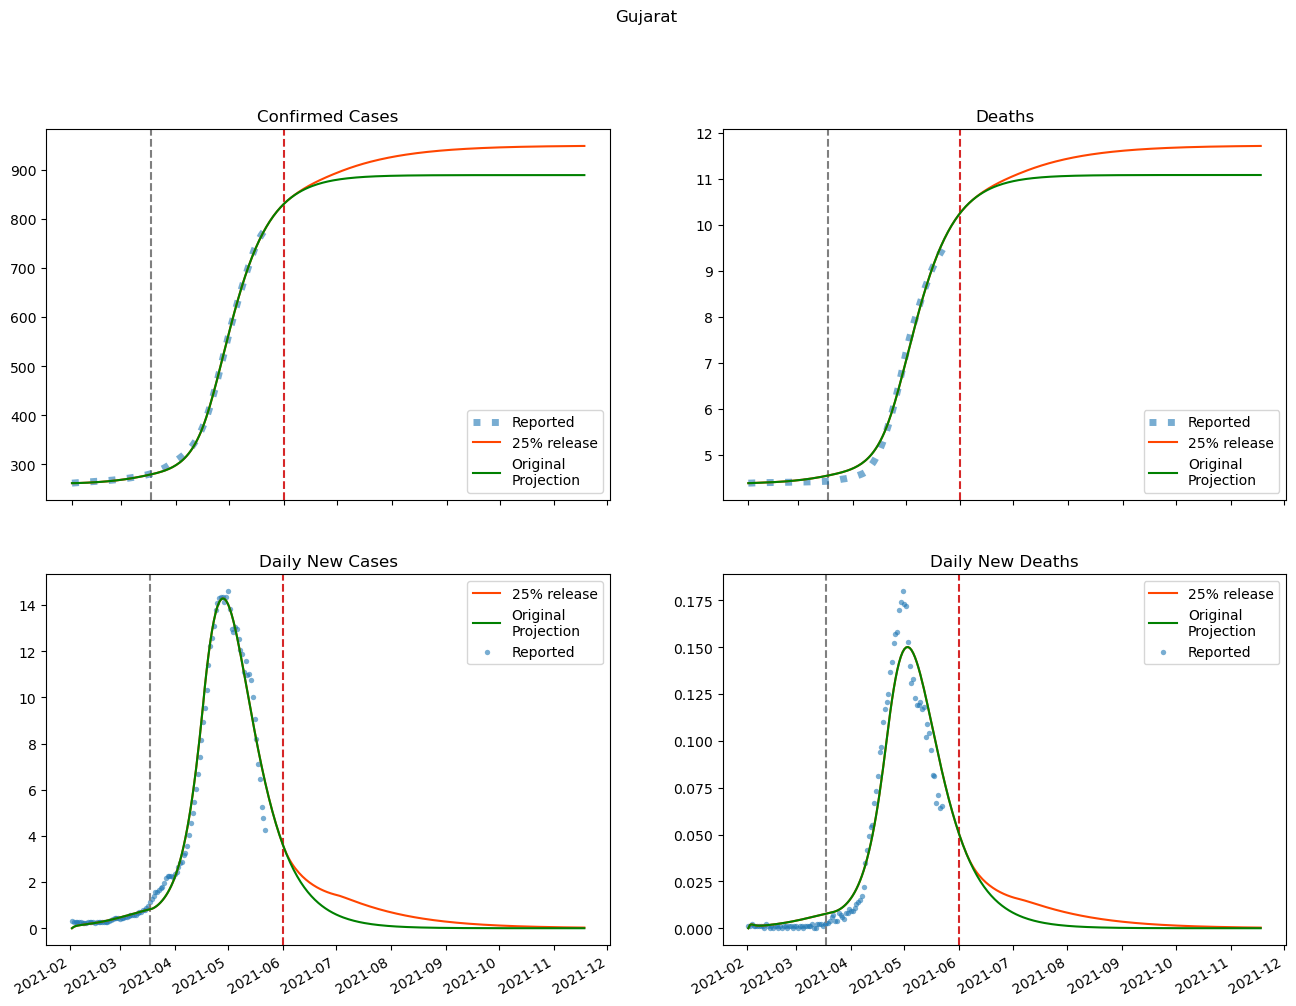 Gujarat
Confirmed Cases
900
800
700
600
500
400
300
Reported
25% release
Original
Projection
Deaths
12
11
10
9
8
7
6
5
Reported
25% release
Original
Projection
Daily New Cases
14
12
10
8
6
4
2
0
25% release
Original
Projection
Reported
2021-02
2021-03
2021-04
2021-05
2021-06
2021-07
2021-08
2021-09
2021-10
2021-11
2021-12
Daily New Deaths
0.175
0.150
0.125
0.100
0.075
0.050
0.025
0.000
25% release
Original
Projection
Reported
2021-02
2021-03
2021-04
2021-05
2021-06
2021-07
2021-08
2021-09
2021-10
2021-11
2021-12